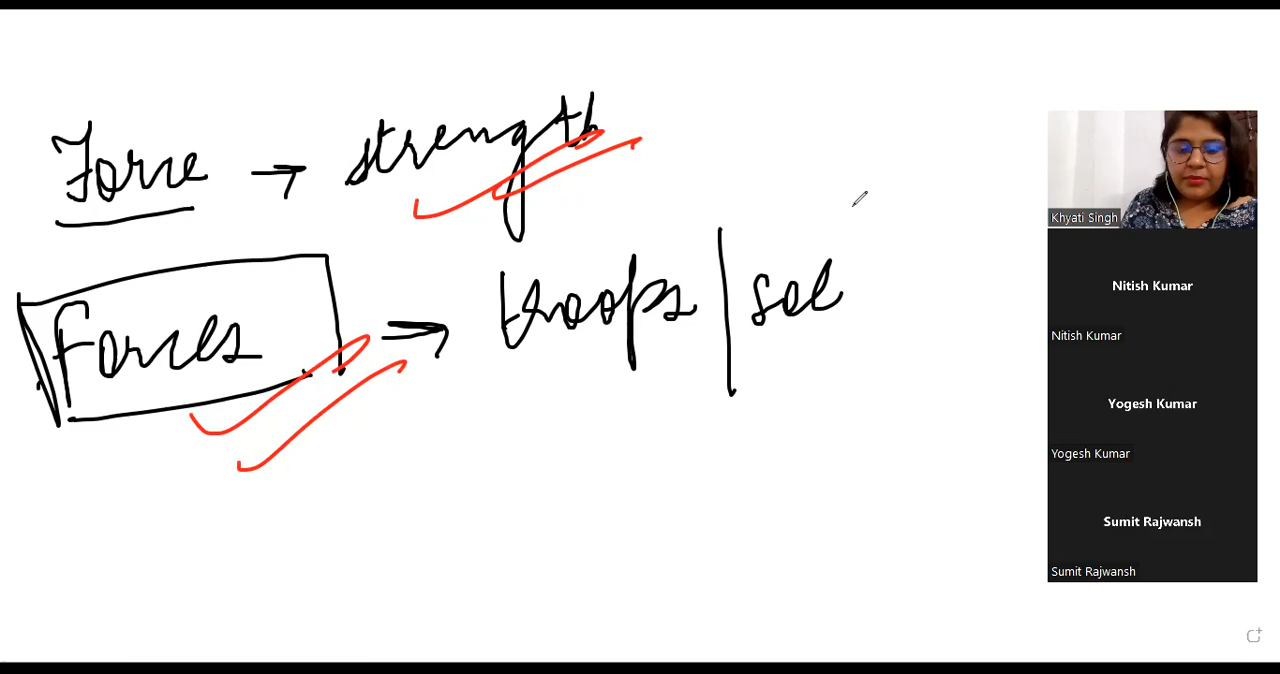 Force → strength
Forces ⇒ troops | sol
Khyati Singh
Nitish Kumar
Nitish Kumar
Yogesh Kumar
Yogesh Kumar
Sumit Rajwansh
Sumit Rajwansh